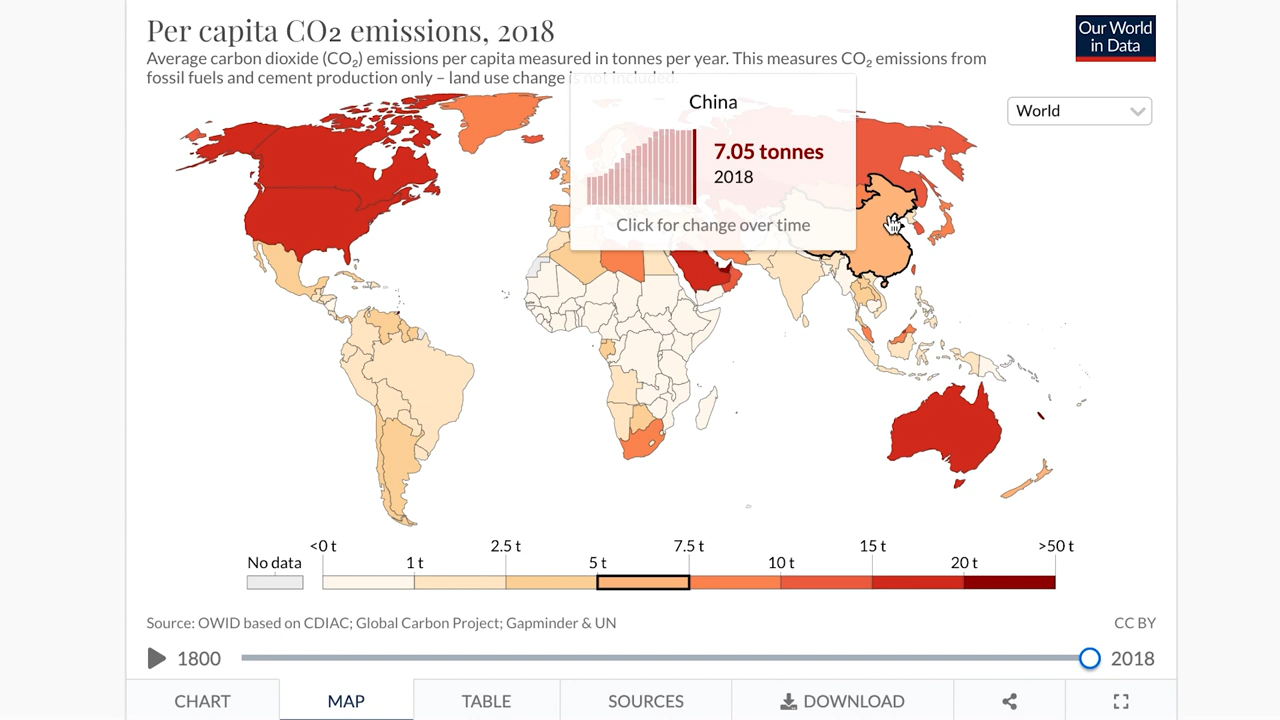 Per capita CO₂ emissions, 2018
Our World
in Data
Average carbon dioxide (CO₂) emissions per capita measured in tonnes per year. This measures CO₂ emissions from
fossil fuels and cement production only – land use change is not included.
World
China
7.05 tonnes
2018
Click for change over time
No data
<0 t
1 t
2.5 t
5 t
7.5 t
10 t
15 t
20 t
>50 t
Source: OWID based on CDIAC; Global Carbon Project; Gapminder & UN
CC BY
1800
2018
CHART
MAP
TABLE
SOURCES
DOWNLOAD